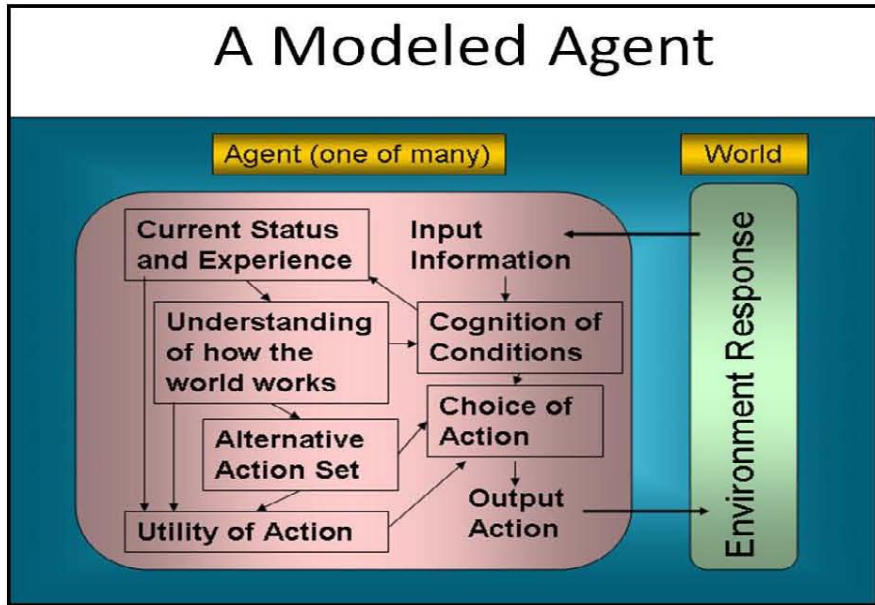 A Modeled Agent
Agent (one of many)
World
Current Status
and Experience
Input
Information
Understanding
of how the
world works
Cognition of
Conditions
Alternative
Action Set
Choice of
Action
Utility of Action
Output
Action
Environment Response